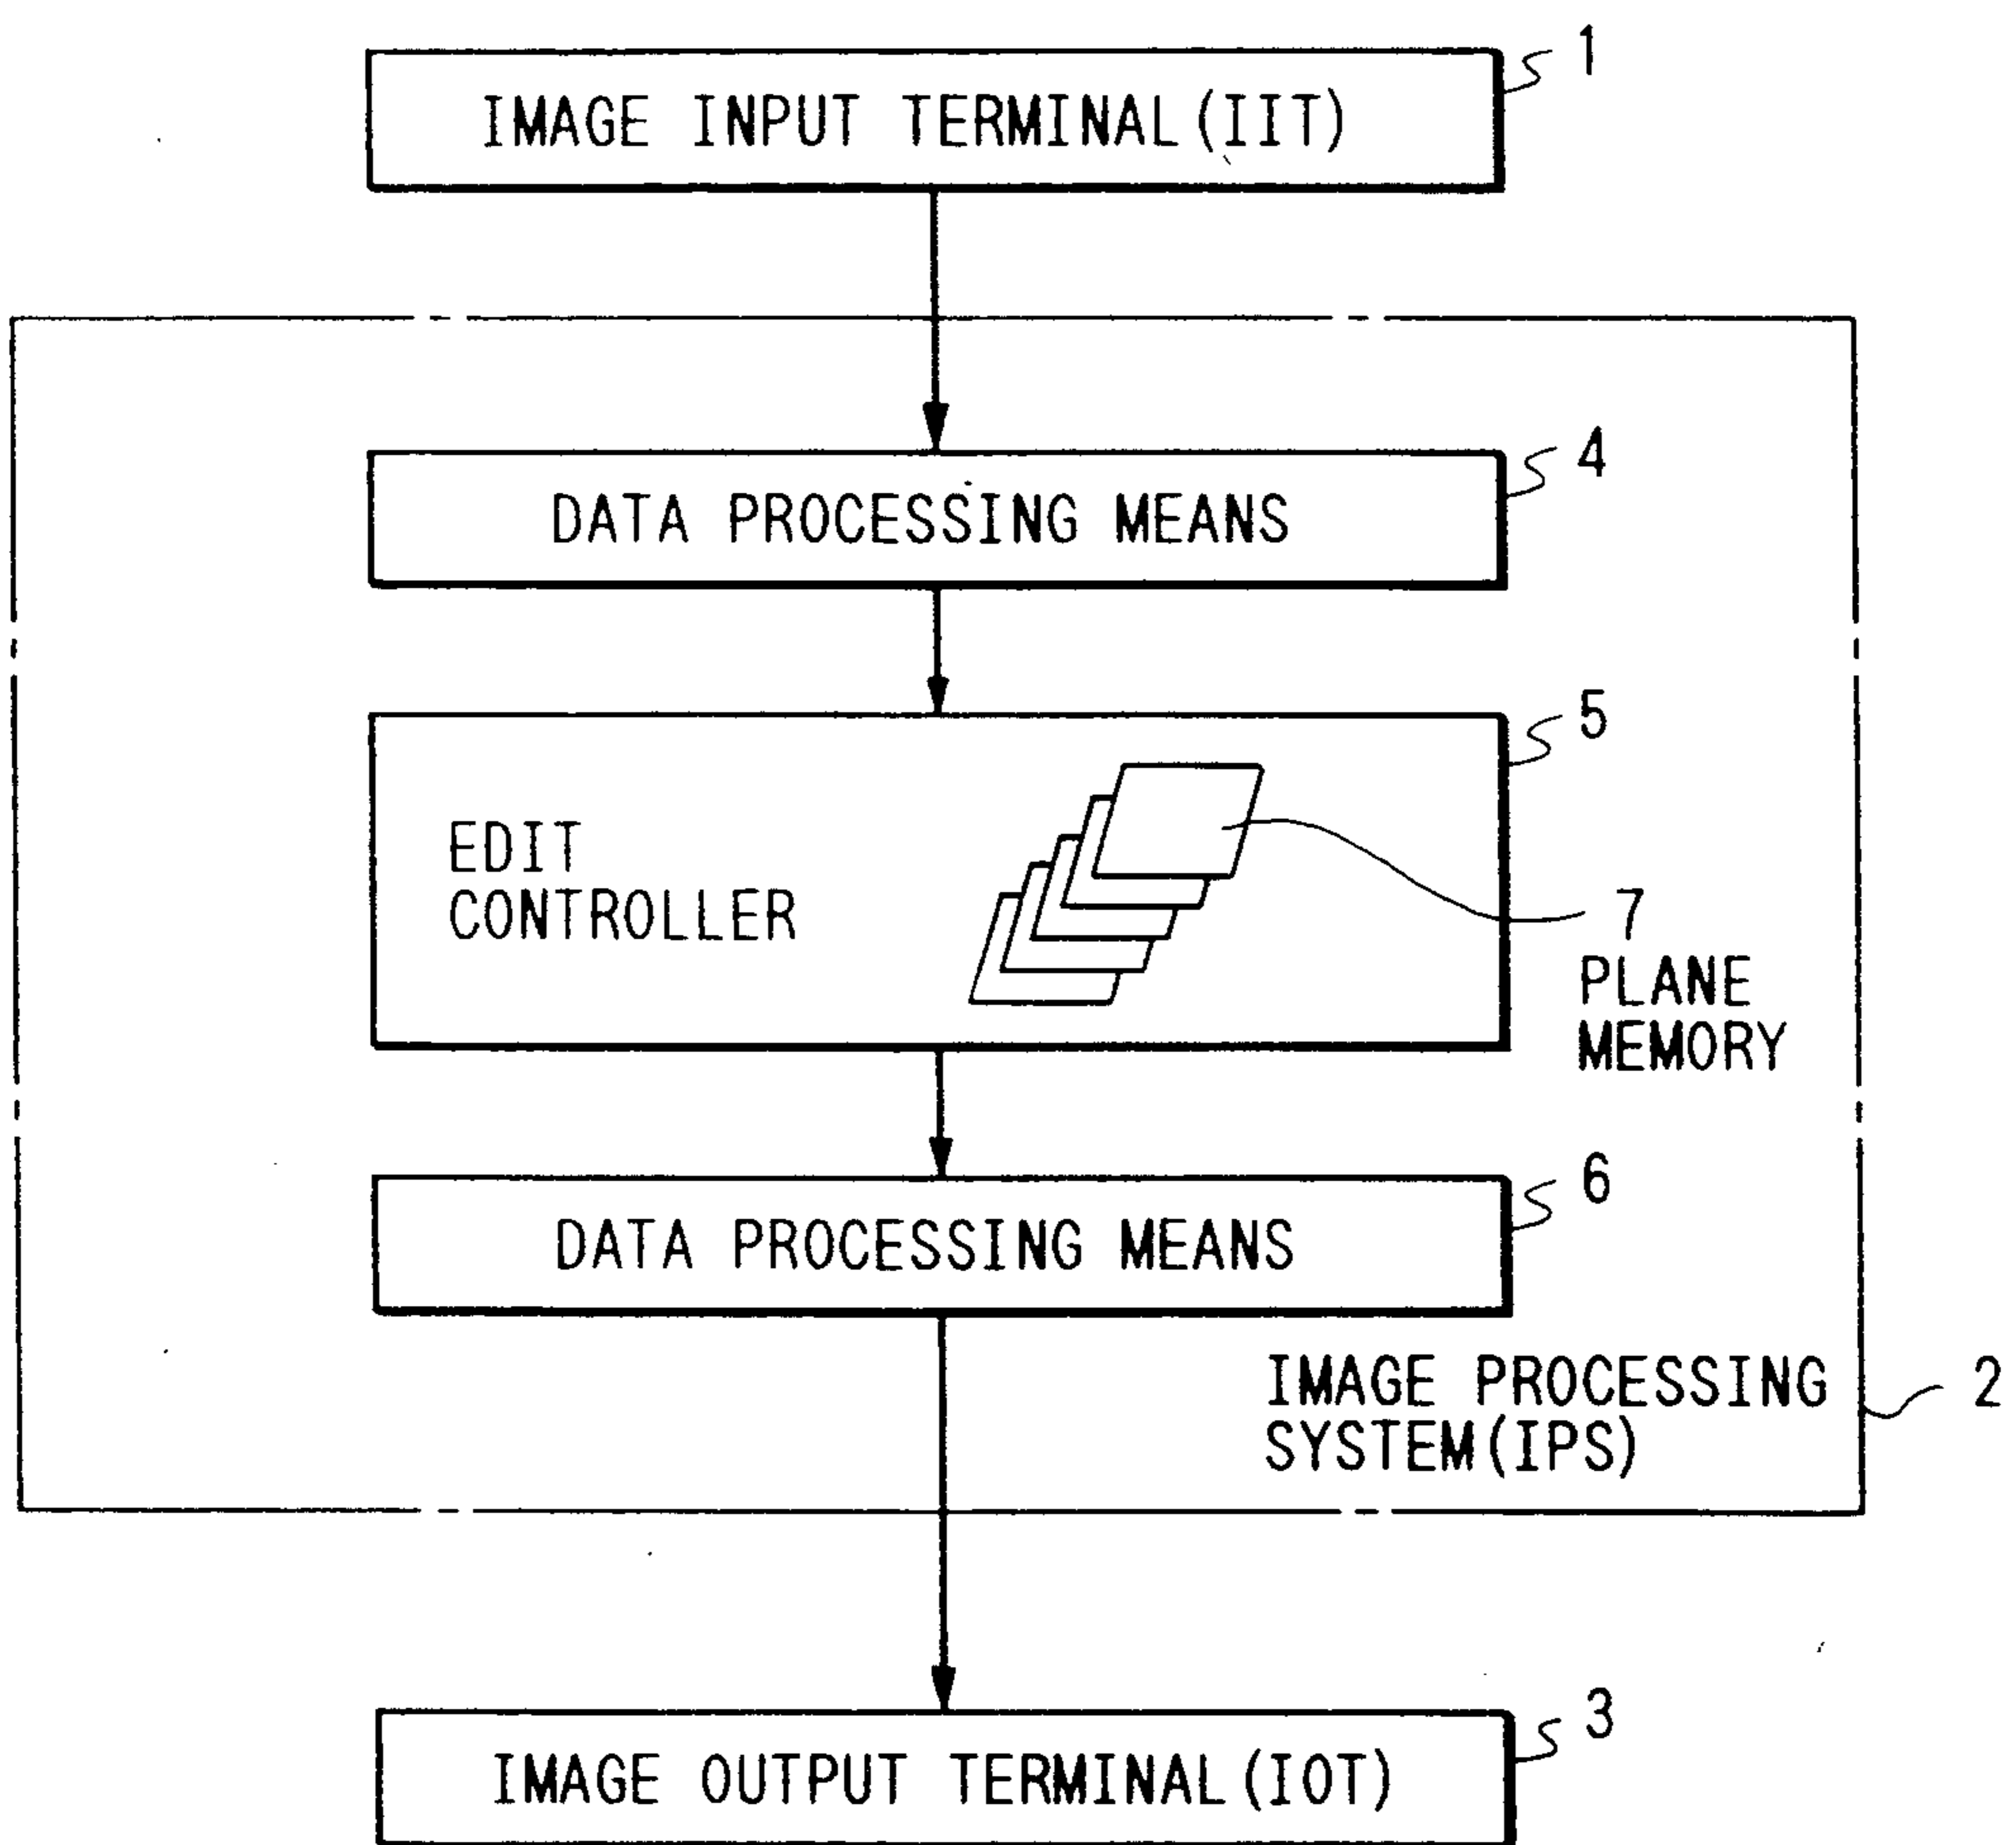 1
IMAGE INPUT TERMINAL(IIT)
4
DATA PROCESSING MEANS
5
EDIT
CONTROLLER
7
PLANE
MEMORY
6
DATA PROCESSING MEANS
IMAGE PROCESSING
SYSTEM(IPS)
2
3
IMAGE OUTPUT TERMINAL(IOT)